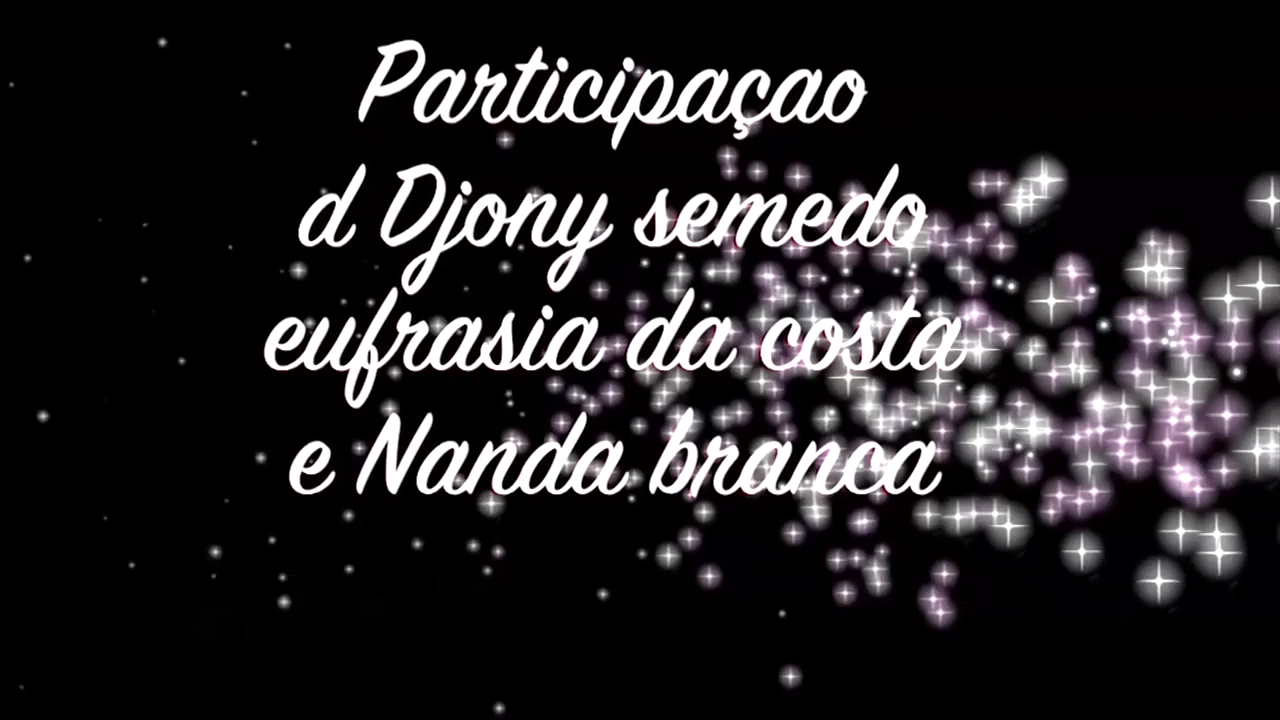 Participaçao
d Djony semedo
eufrasia da costa
e Nanda branca